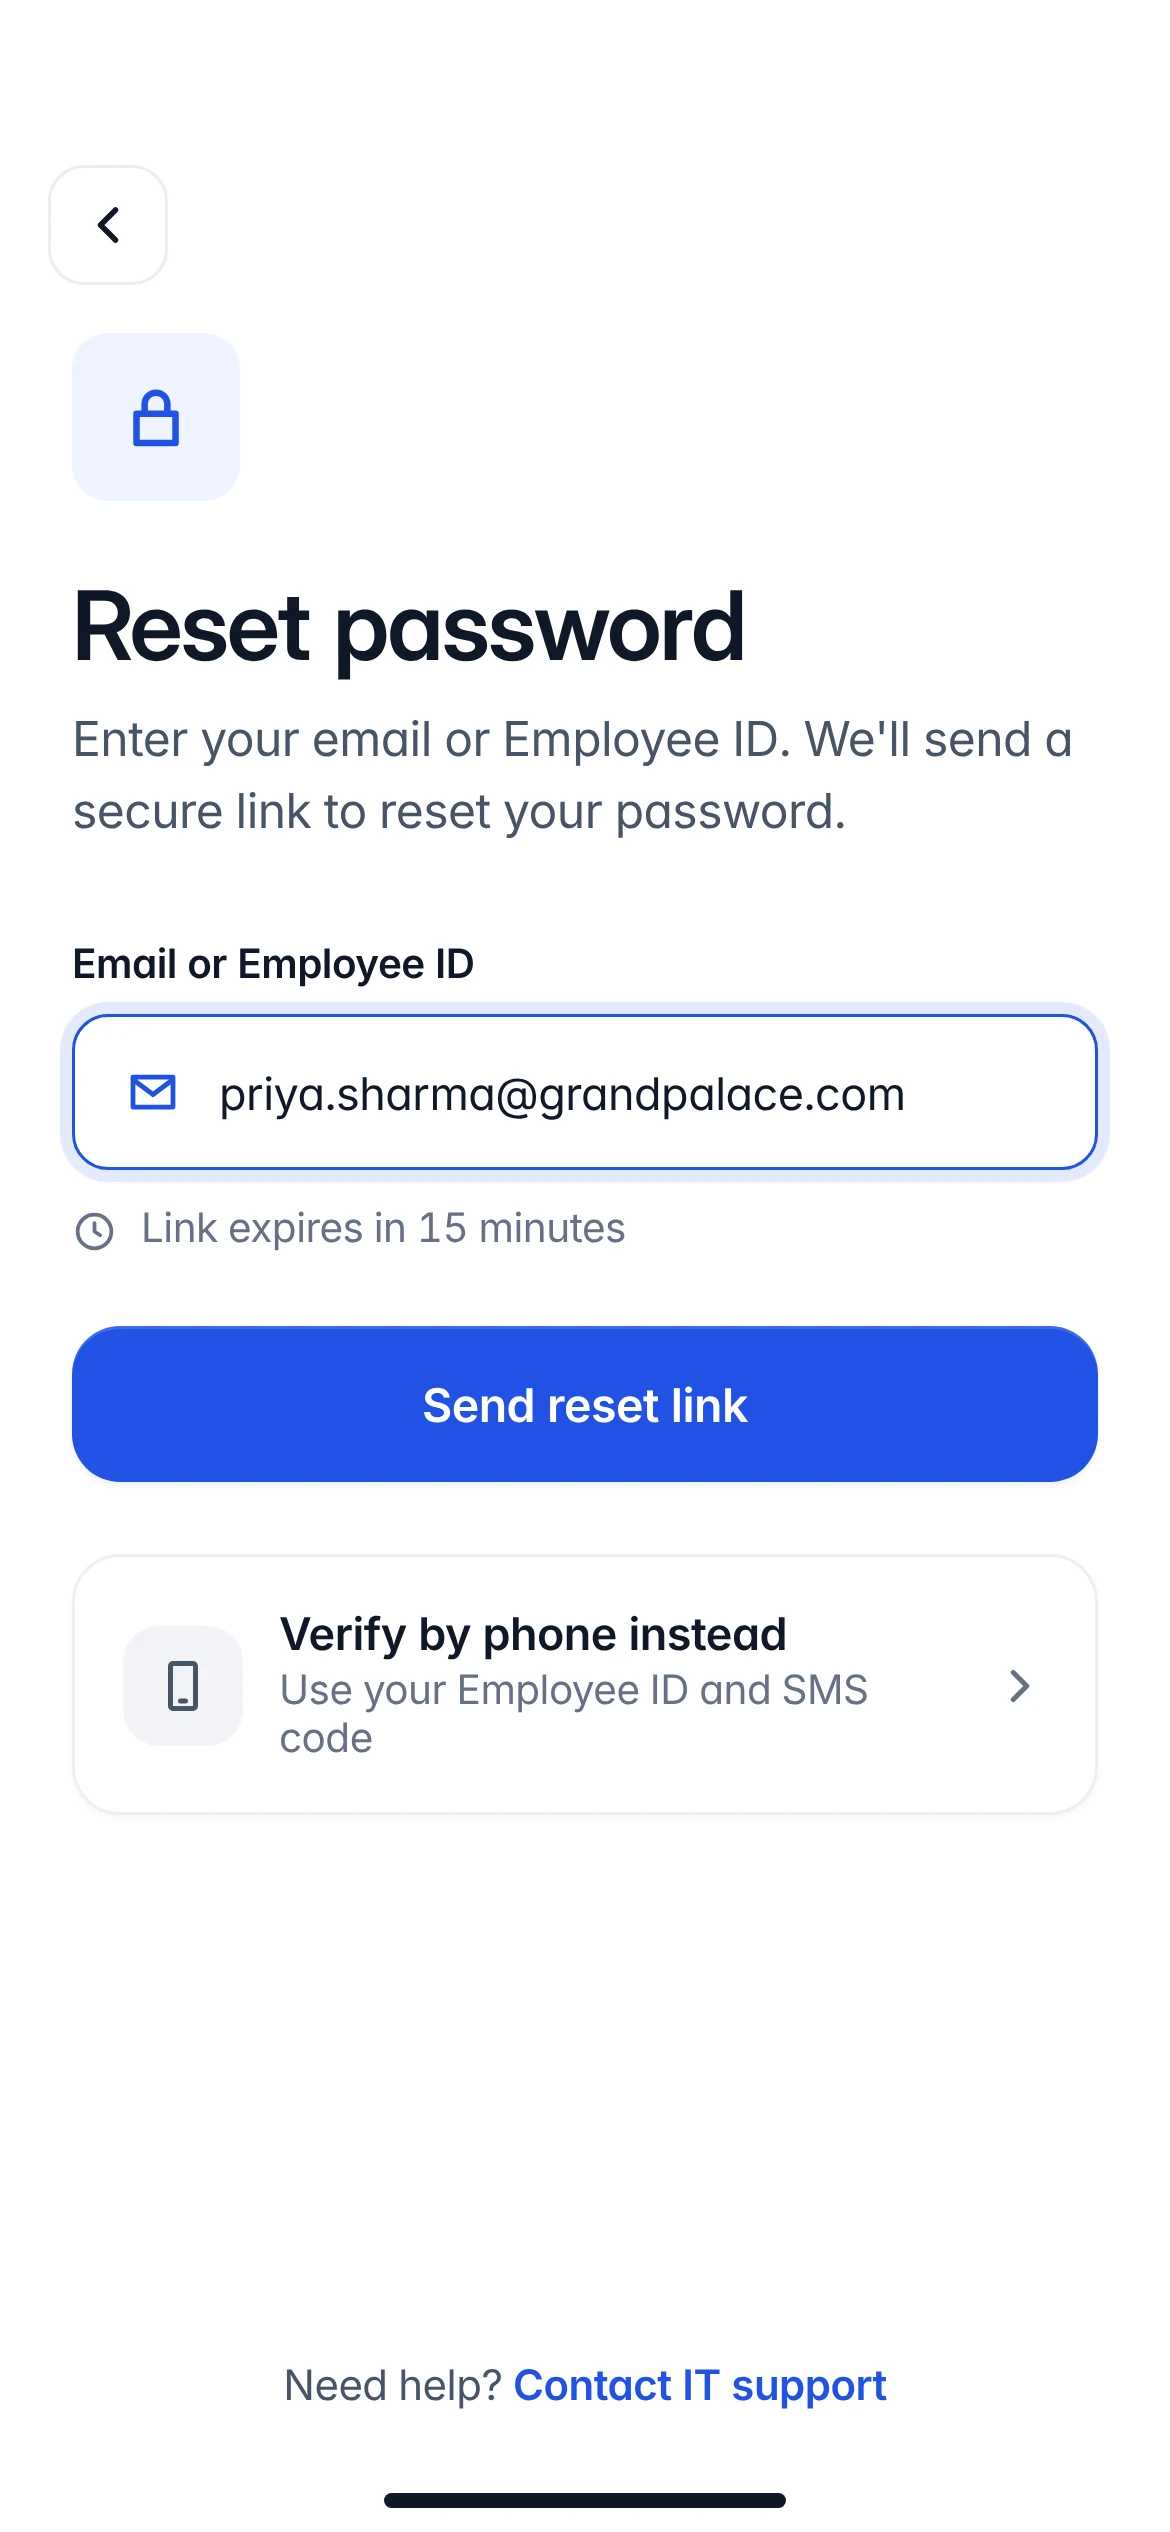 Reset password
Enter your email or Employee ID. We'll send a
secure link to reset your password.
Email or Employee ID
priya.sharma@grandpalace.com
Link expires in 15 minutes
Send reset link
Verify by phone instead
Use your Employee ID and SMS
code
Need help? Contact IT support